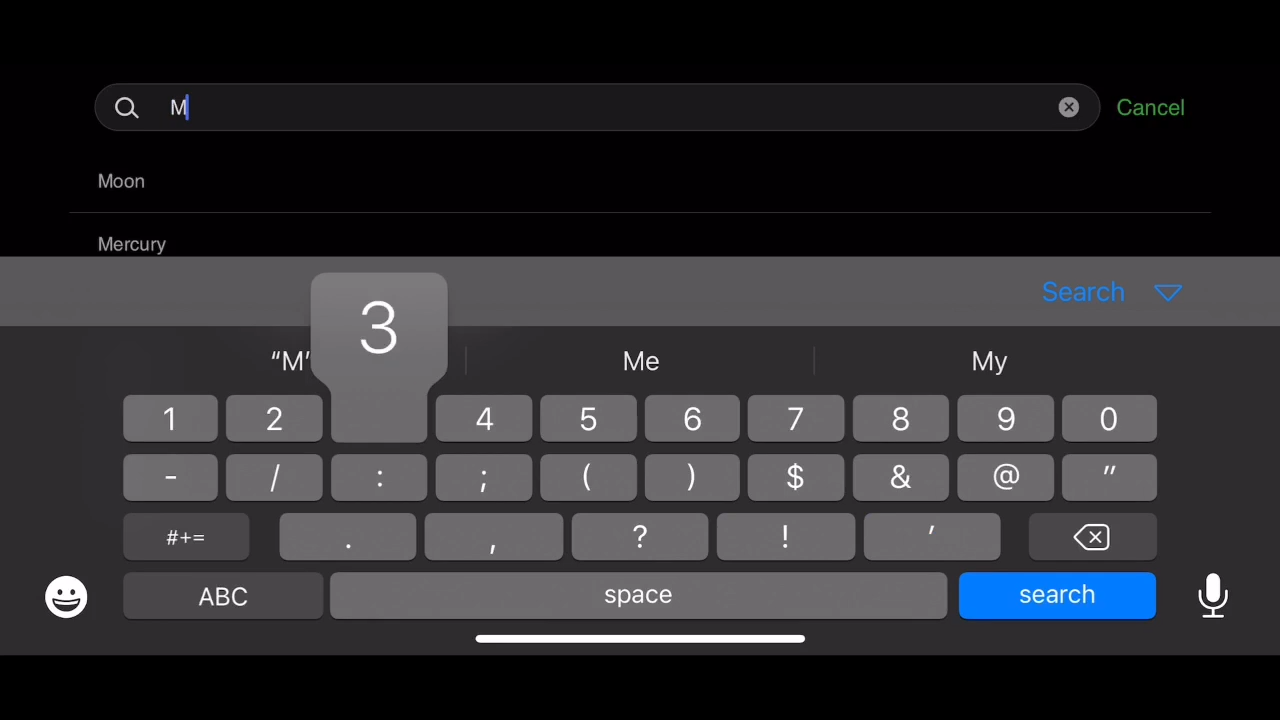 M Cancel
Moon
Mercury
Search
3
“M” Me My
1 2 4 5 6 7 8 9 0
- / : ; ( ) $ & @ "
#+= . , ? ! '
ABC space search